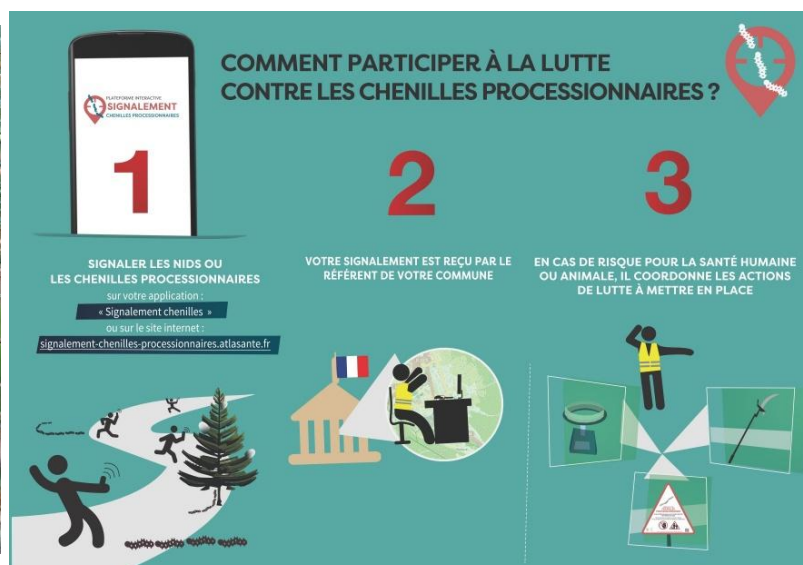 COMMENT PARTICIPER À LA LUTTE
CONTRE LES CHENILLES PROCESSIONNAIRES ?
PLATEFORME INTERACTIVE
SIGNALEMENT
CHENILLES PROCESSIONNAIRES
1
SIGNALER LES NIDS OU
LES CHENILLES PROCESSIONNAIRES
sur votre application :
« Signalement chenilles »
ou sur le site internet :
signalement-chenilles-processionnaires.atlasante.fr
2
VOTRE SIGNALEMENT EST REÇU PAR LE
RÉFÉRENT DE VOTRE COMMUNE
3
EN CAS DE RISQUE POUR LA SANTÉ HUMAINE
OU ANIMALE, IL COORDONNE LES ACTIONS
DE LUTTE À METTRE EN PLACE